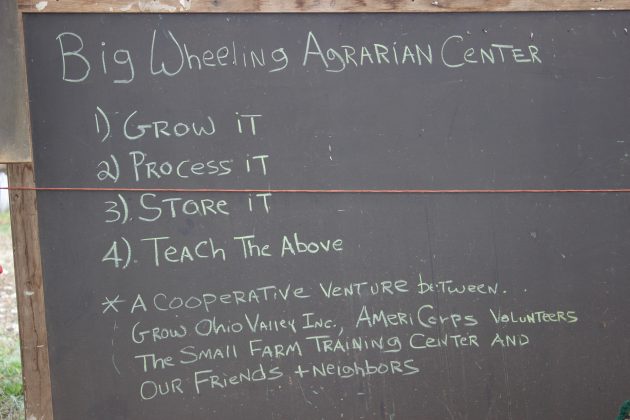 Big Wheeling Agrarian Center
1) Grow it
2) Process it
3). Store it
4). Teach The Above
* A cooperative venture between..
Grow Ohio Valley Inc., AmeriCorps Volunteers
The Small Farm Training Center and
our Friends + neighbors